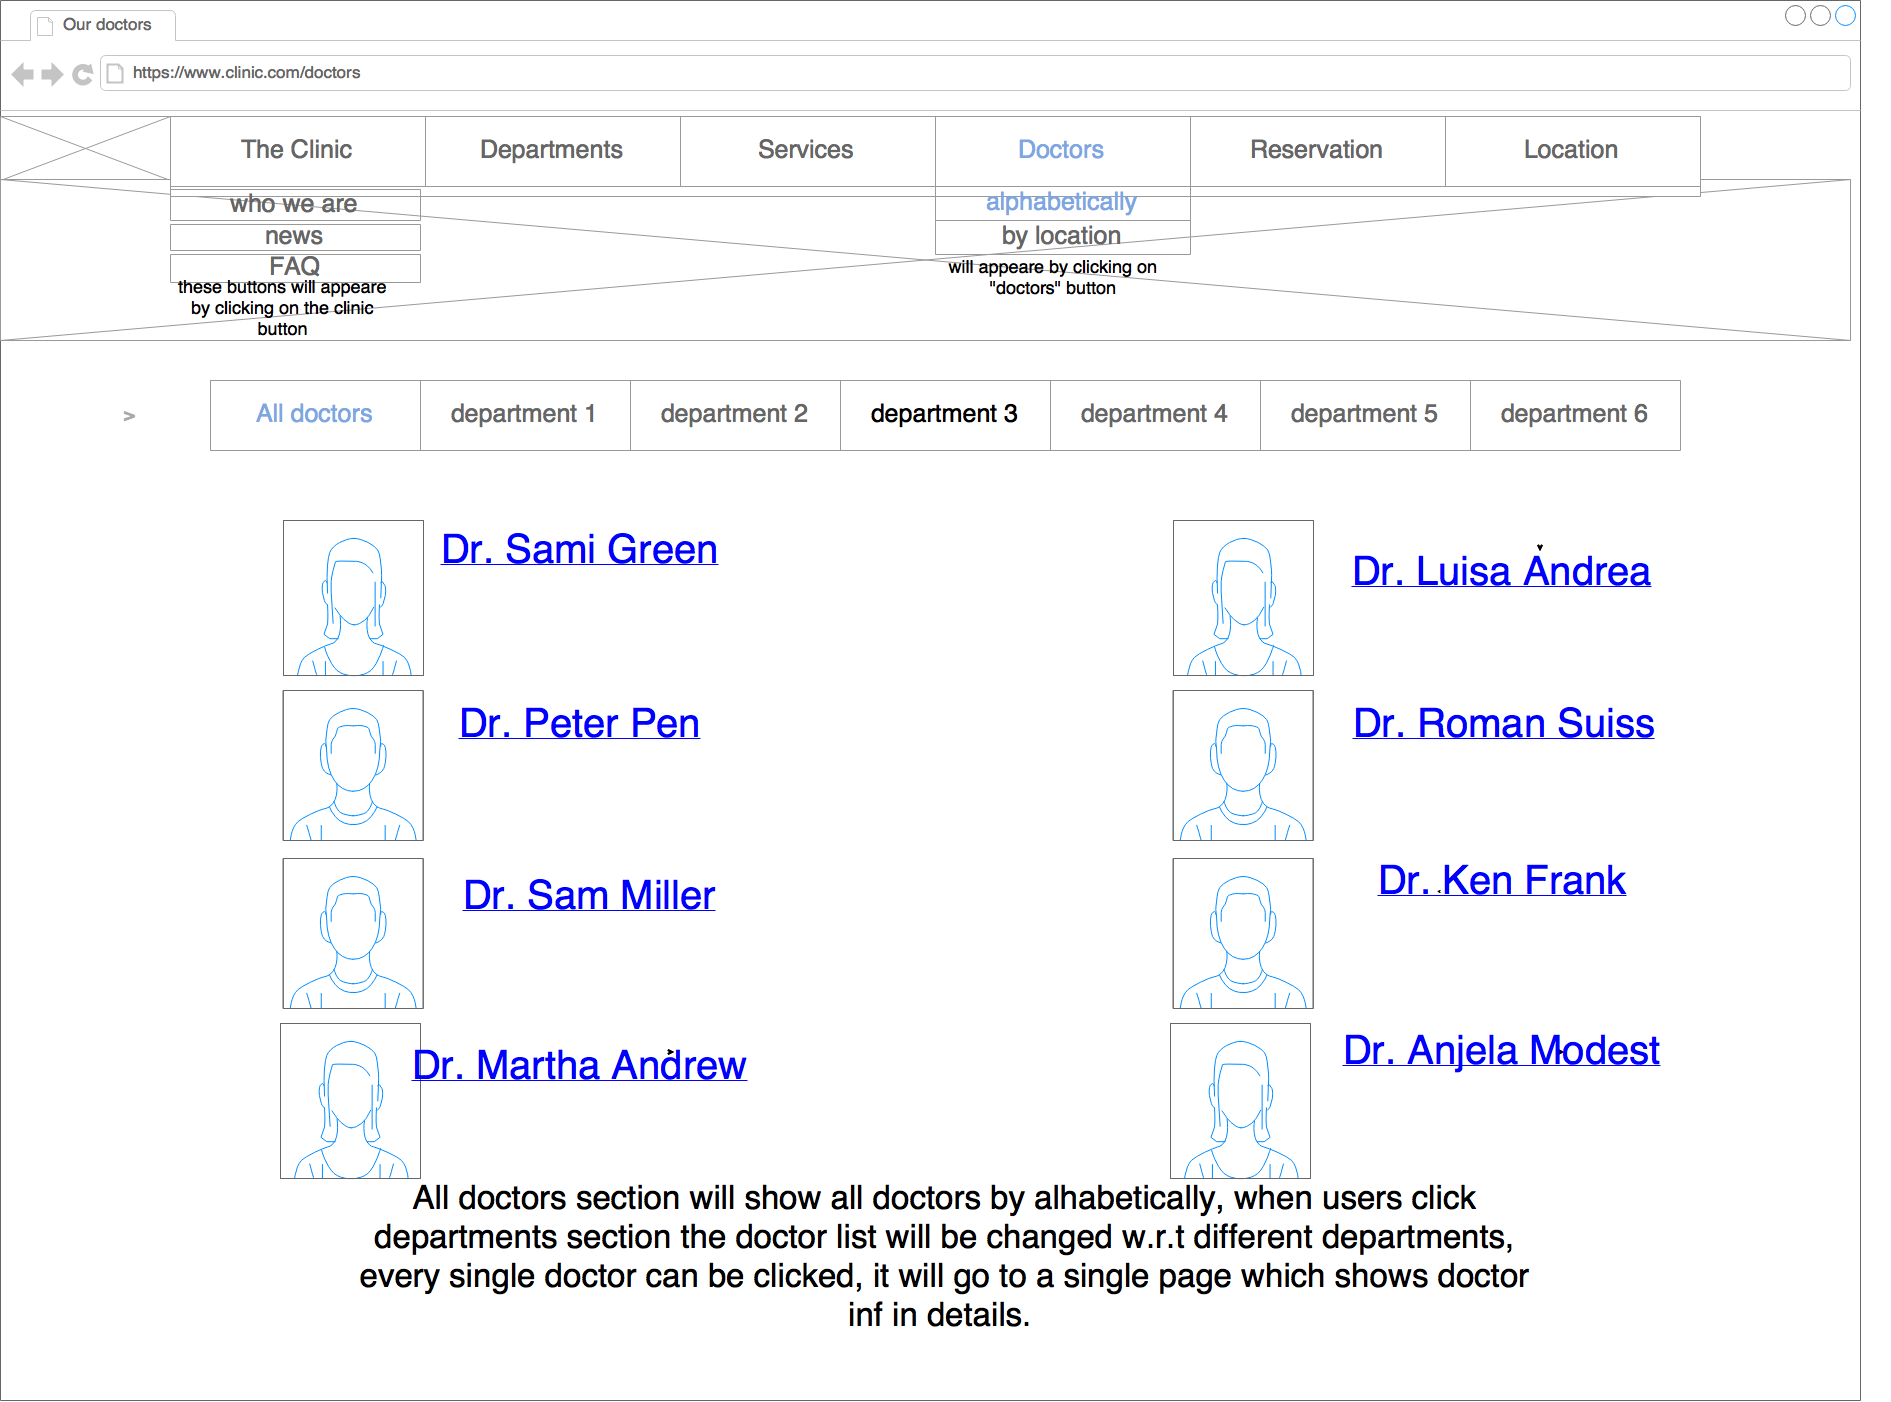 Our doctors
https://www.clinic.com/doctors
The Clinic
Departments
Services
Doctors
Reservation
Location
who we are
news
FAQ
these buttons will appeare
by clicking on the clinic
button
alphabetically
by location
will appeare by clicking on
"doctors" button
>
All doctors
department 1
department 2
department 3
department 4
department 5
department 6
Dr. Sami Green
Dr. Luisa Andrea
Dr. Peter Pen
Dr. Roman Suiss
Dr. Sam Miller
Dr. Ken Frank
Dr. Martha Andrew
Dr. Anjela Modest
All doctors section will show all doctors by alhabetically, when users click
departments section the doctor list will be changed w.r.t different departments,
every single doctor can be clicked, it will go to a single page which shows doctor
inf in details.